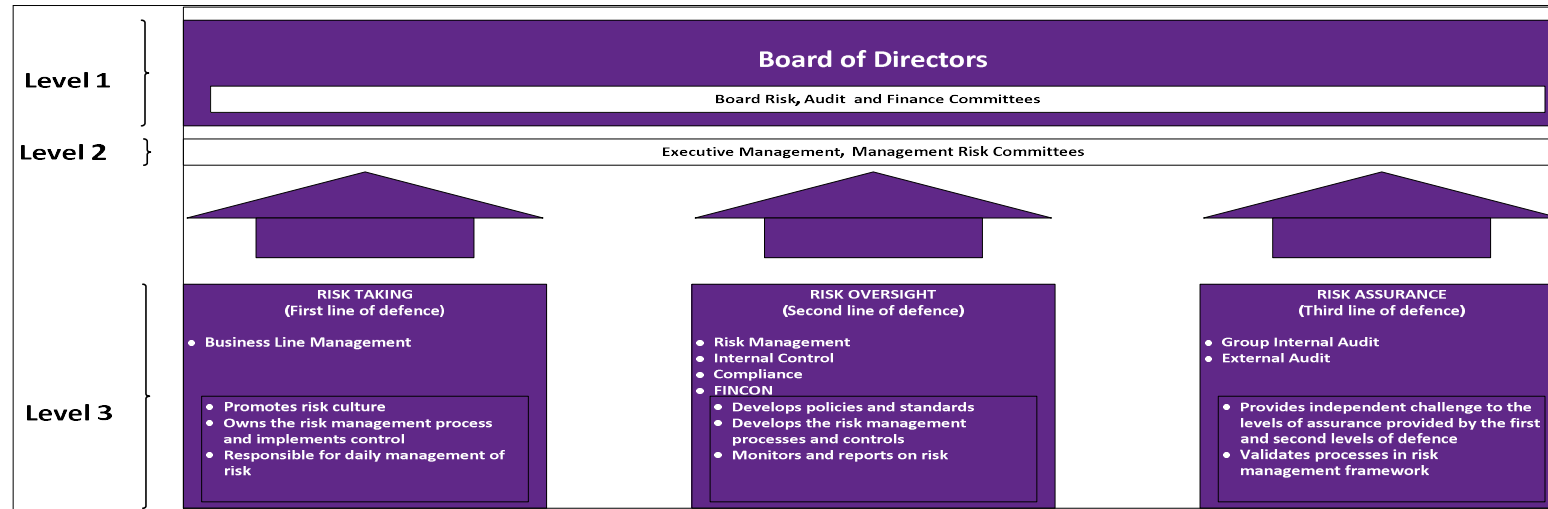 Level 1
Board of Directors
Board Risk, Audit and Finance Committees
Level 2
Executive Management, Management Risk Committees
Level 3
RISK TAKING
(First line of defence)
● Business Line Management
● Promotes risk culture
● Owns the risk management process
and implements control
● Responsible for daily management of
risk
RISK OVERSIGHT
(Second line of defence)
● Risk Management
● Internal Control
● Compliance
● FINCON
● Develops policies and standards
● Develops the risk management
processes and controls
● Monitors and reports on risk
RISK ASSURANCE
(Third line of defence)
● Group Internal Audit
● External Audit
● Provides independent challenge to the
levels of assurance provided by the first
and second levels of defence
● Validates processes in risk
management framework